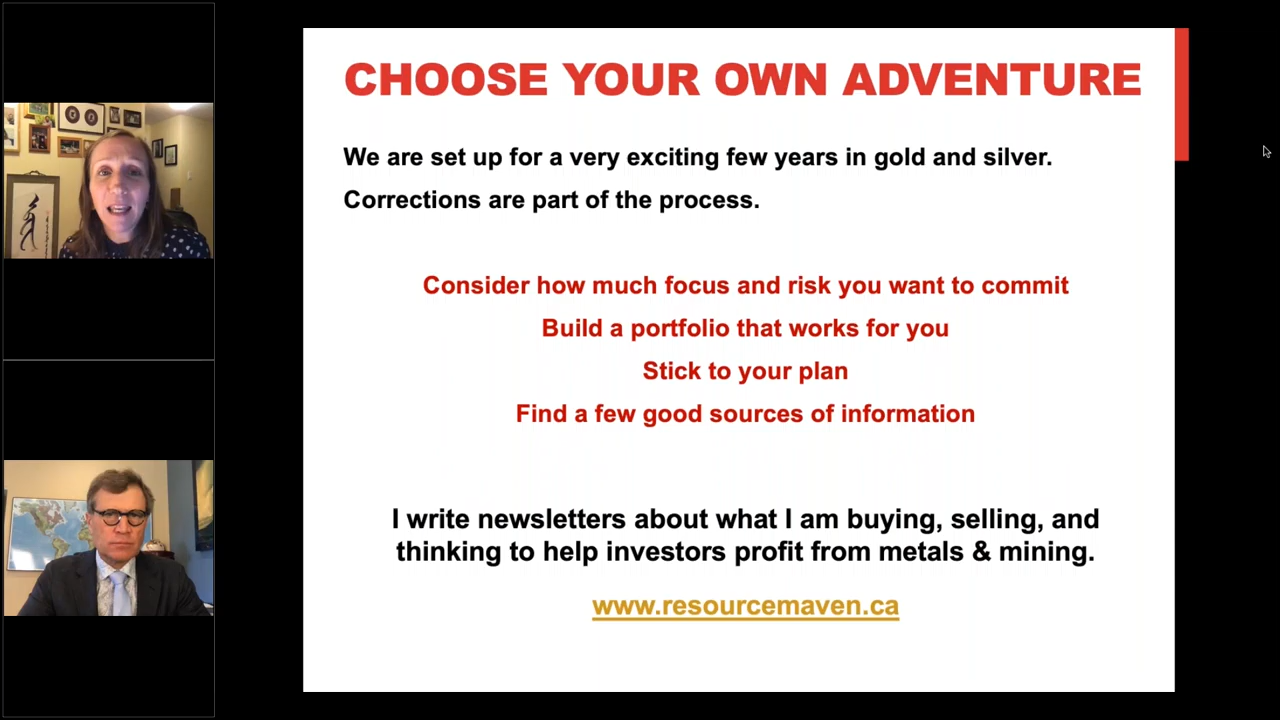 CHOOSE YOUR OWN ADVENTURE
We are set up for a very exciting few years in gold and silver.
Corrections are part of the process.
Consider how much focus and risk you want to commit
Build a portfolio that works for you
Stick to your plan
Find a few good sources of information
I write newsletters about what I am buying, selling, and
thinking to help investors profit from metals & mining.
www.resourcemaven.ca